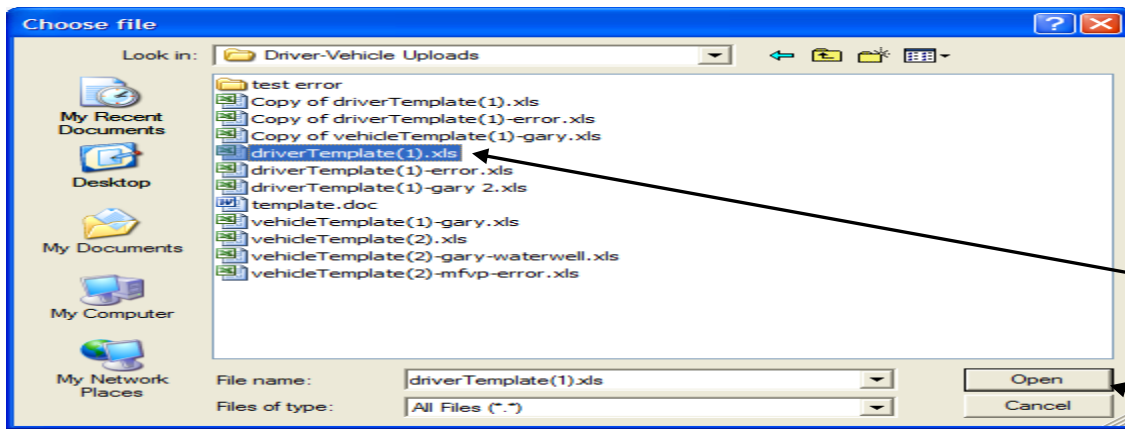 Choose file
Look in: Driver-Vehicle Uploads
test error
Copy of driverTemplate(1).xls
Copy of driverTemplate(1)-error.xls
Copy of vehicleTemplate(1)-gary.xls
driverTemplate(1).xls
driverTemplate(1)-error.xls
driverTemplate(1)-gary 2.xls
template.doc
vehicleTemplate(1)-gary.xls
vehicleTemplate(2).xls
vehicleTemplate(2)-gary-waterwell.xls
vehicleTemplate(2)-mfvp-error.xls
My Recent
Documents
Desktop
My Documents
My Computer
My Network
Places
File name: driverTemplate(1).xls Open
Files of type: All Files (*.*) Cancel